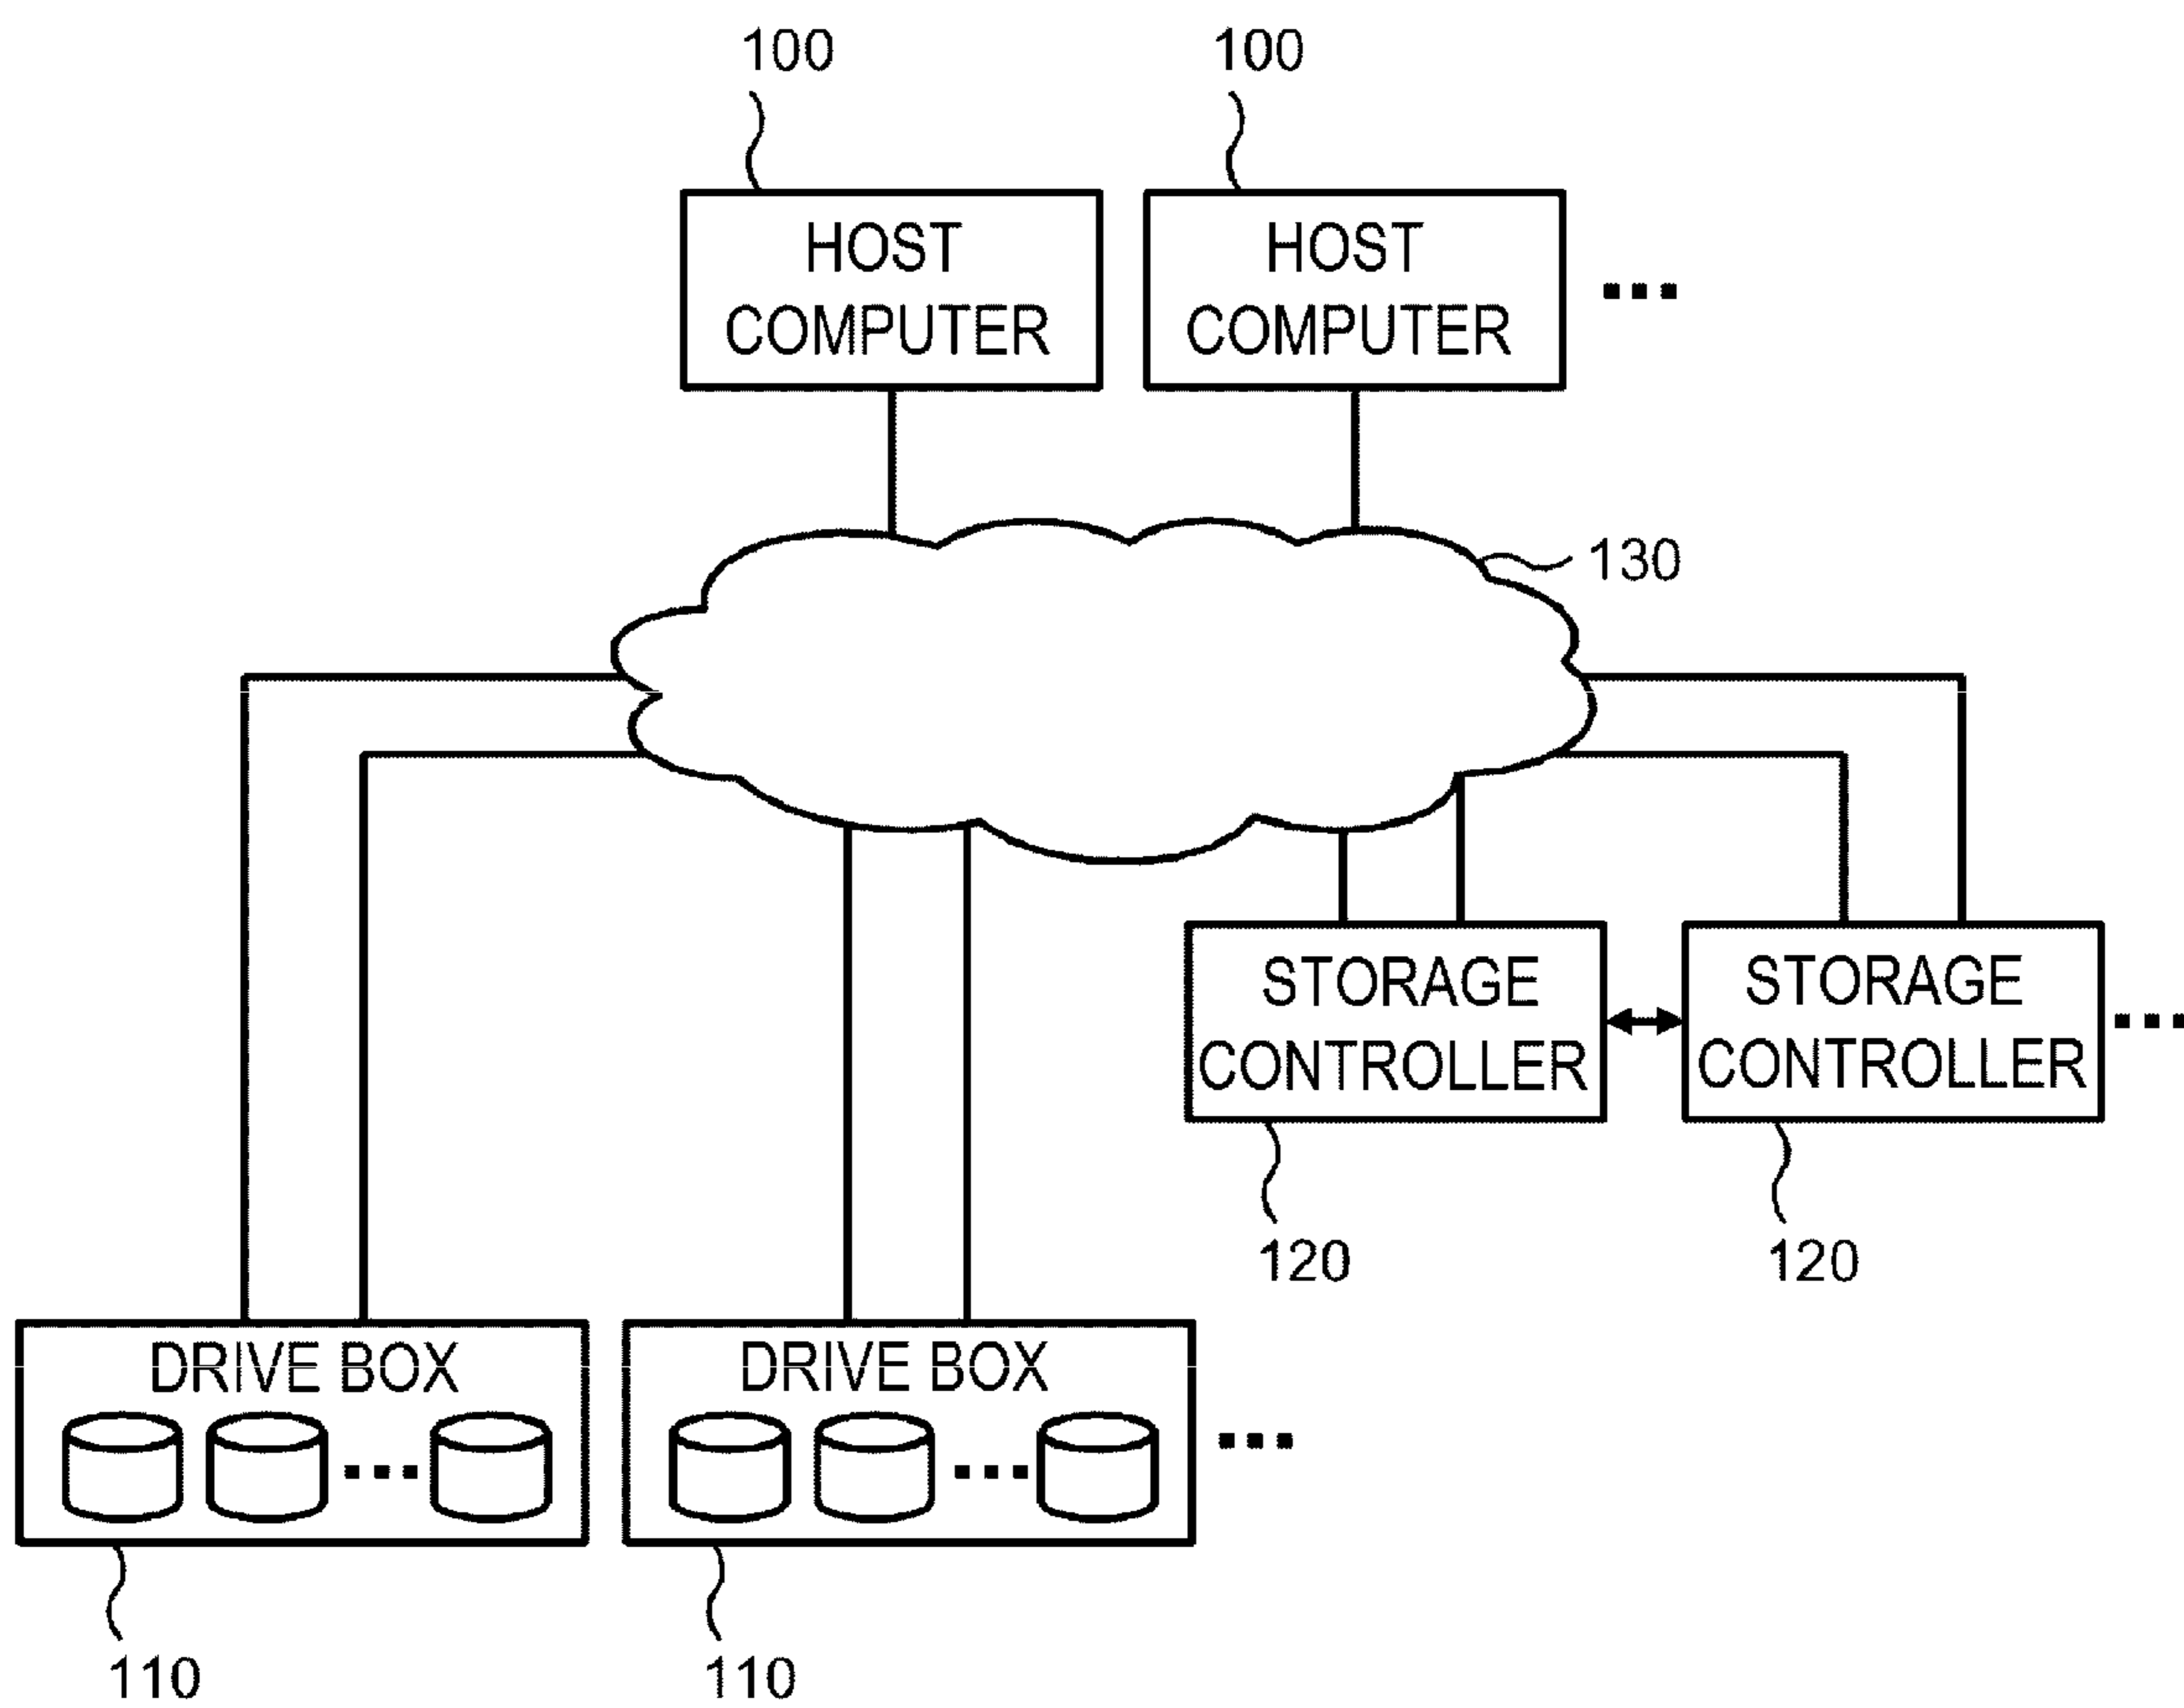 100
100
HOST
COMPUTER
HOST
COMPUTER
130
STORAGE
CONTROLLER
STORAGE
CONTROLLER
120
120
DRIVE BOX
DRIVE BOX
110
110